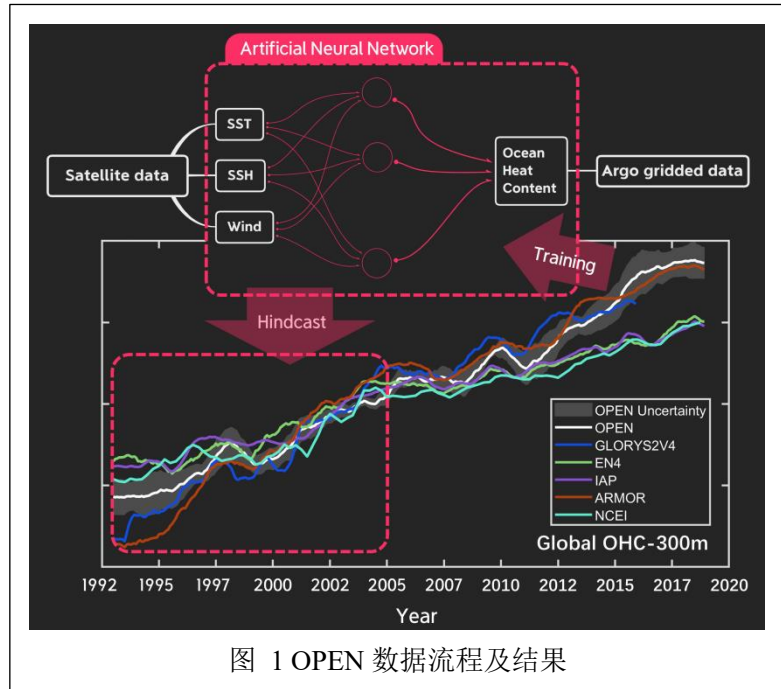 Artificial Neural Network
SST
Satellite data
SSH
Wind
Ocean
Heat
Content
Argo gridded data
Training
Hindcast
OPEN Uncertainty
OPEN
GLORYS2V4
EN4
IAP
ARMOR
NCEI
Global OHC-300m
1992 1995 1997 2000 2002 2005 2007 2010 2012 2015 2017 2020
Year
图 1 OPEN 数据流程及结果